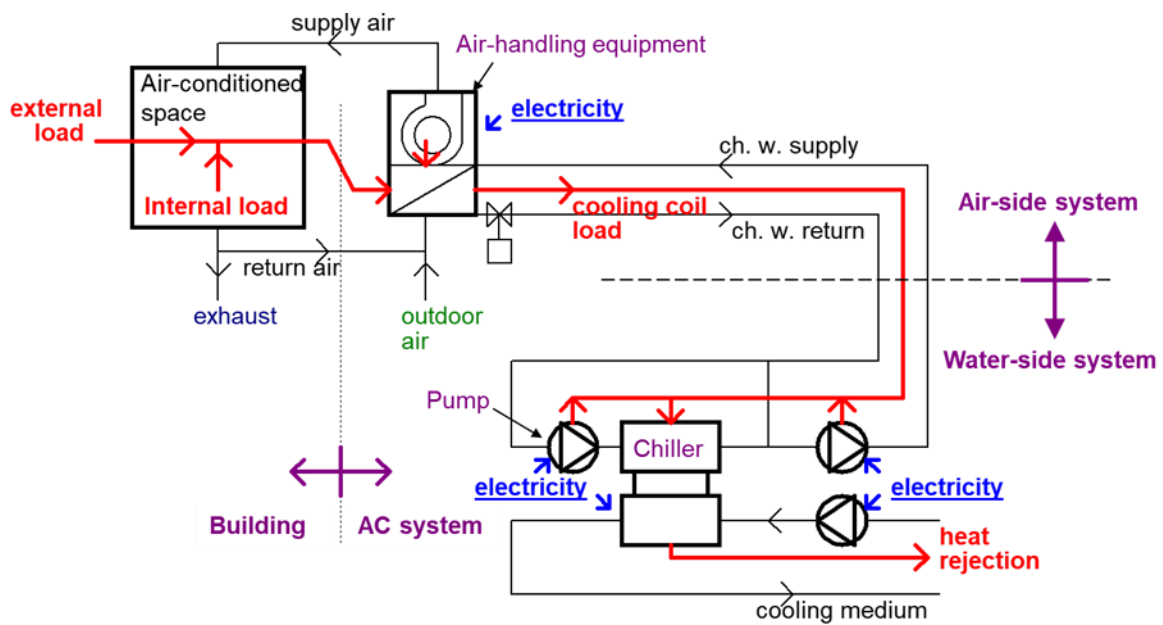 supply air
Air-handling equipment
Air-conditioned
space
external
load
electricity
ch. w. supply
Internal load
cooling coil
load
ch. w. return
Air-side system
return air
exhaust
outdoor
air
Water-side system
Pump
Chiller
electricity
electricity
Building
AC system
heat
rejection
cooling medium